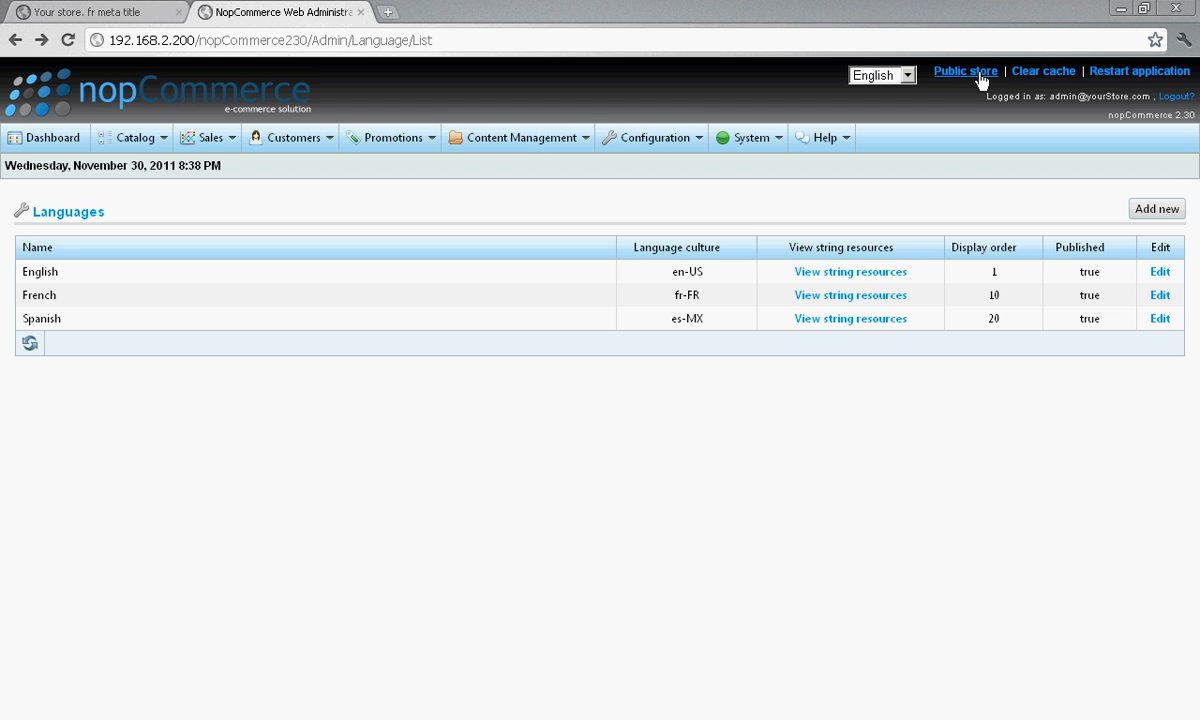 Your store. fr meta title
NopCommerce Web Administra
192.168.2.200/nopCommerce230/Admin/Language/List
nopCommerce
e-commerce solution
English
Public store | Clear cache | Restart application
Logged in as: admin@yourStore.com , Logout?
nopCommerce 2.30
Dashboard Catalog Sales Customers Promotions Content Management Configuration System Help
Wednesday, November 30, 2011 8:38 PM
Languages
Add new
Name Language culture View string resources Display order Published Edit
English en-US View string resources 1 true Edit
French fr-FR View string resources 10 true Edit
Spanish es-MX View string resources 20 true Edit